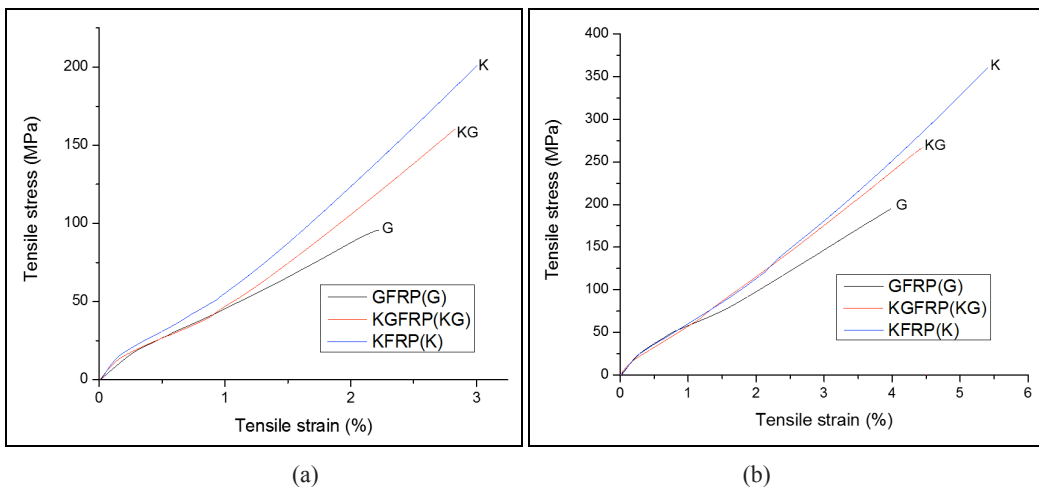 200
150
100
50
0
Tensile stress (MPa)
K
KG
G
GFRP(G)
KGFRP(KG)
KFRP(K)
0 1 2 3
Tensile strain (%)
(a)
400
350
300
250
200
150
100
50
0
Tensile stress (MPa)
K
KG
G
GFRP(G)
KGFRP(KG)
KFRP(K)
0 1 2 3 4 5 6
Tensile strain (%)
(b)